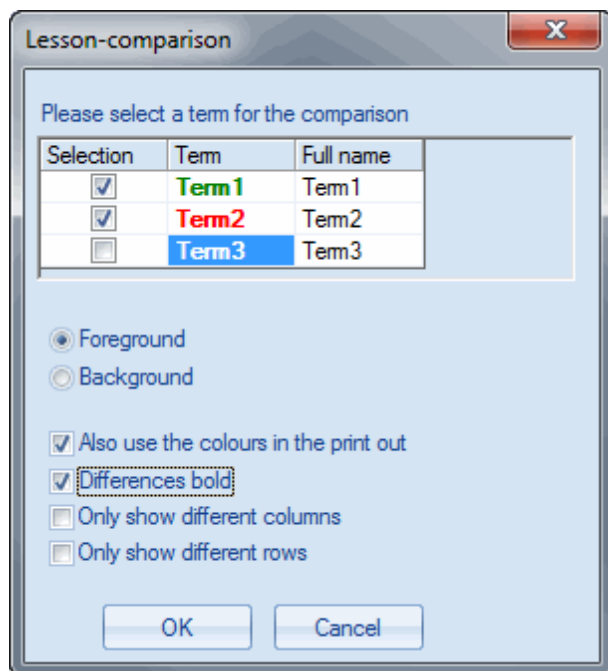 Lesson-comparison
Please select a term for the comparison
Selection Term Full name
Term1 Term1
Term2 Term2
Term3 Term3
Foreground
Background
Also use the colours in the print out
Differences bold
Only show different columns
Only show different rows
OK Cancel